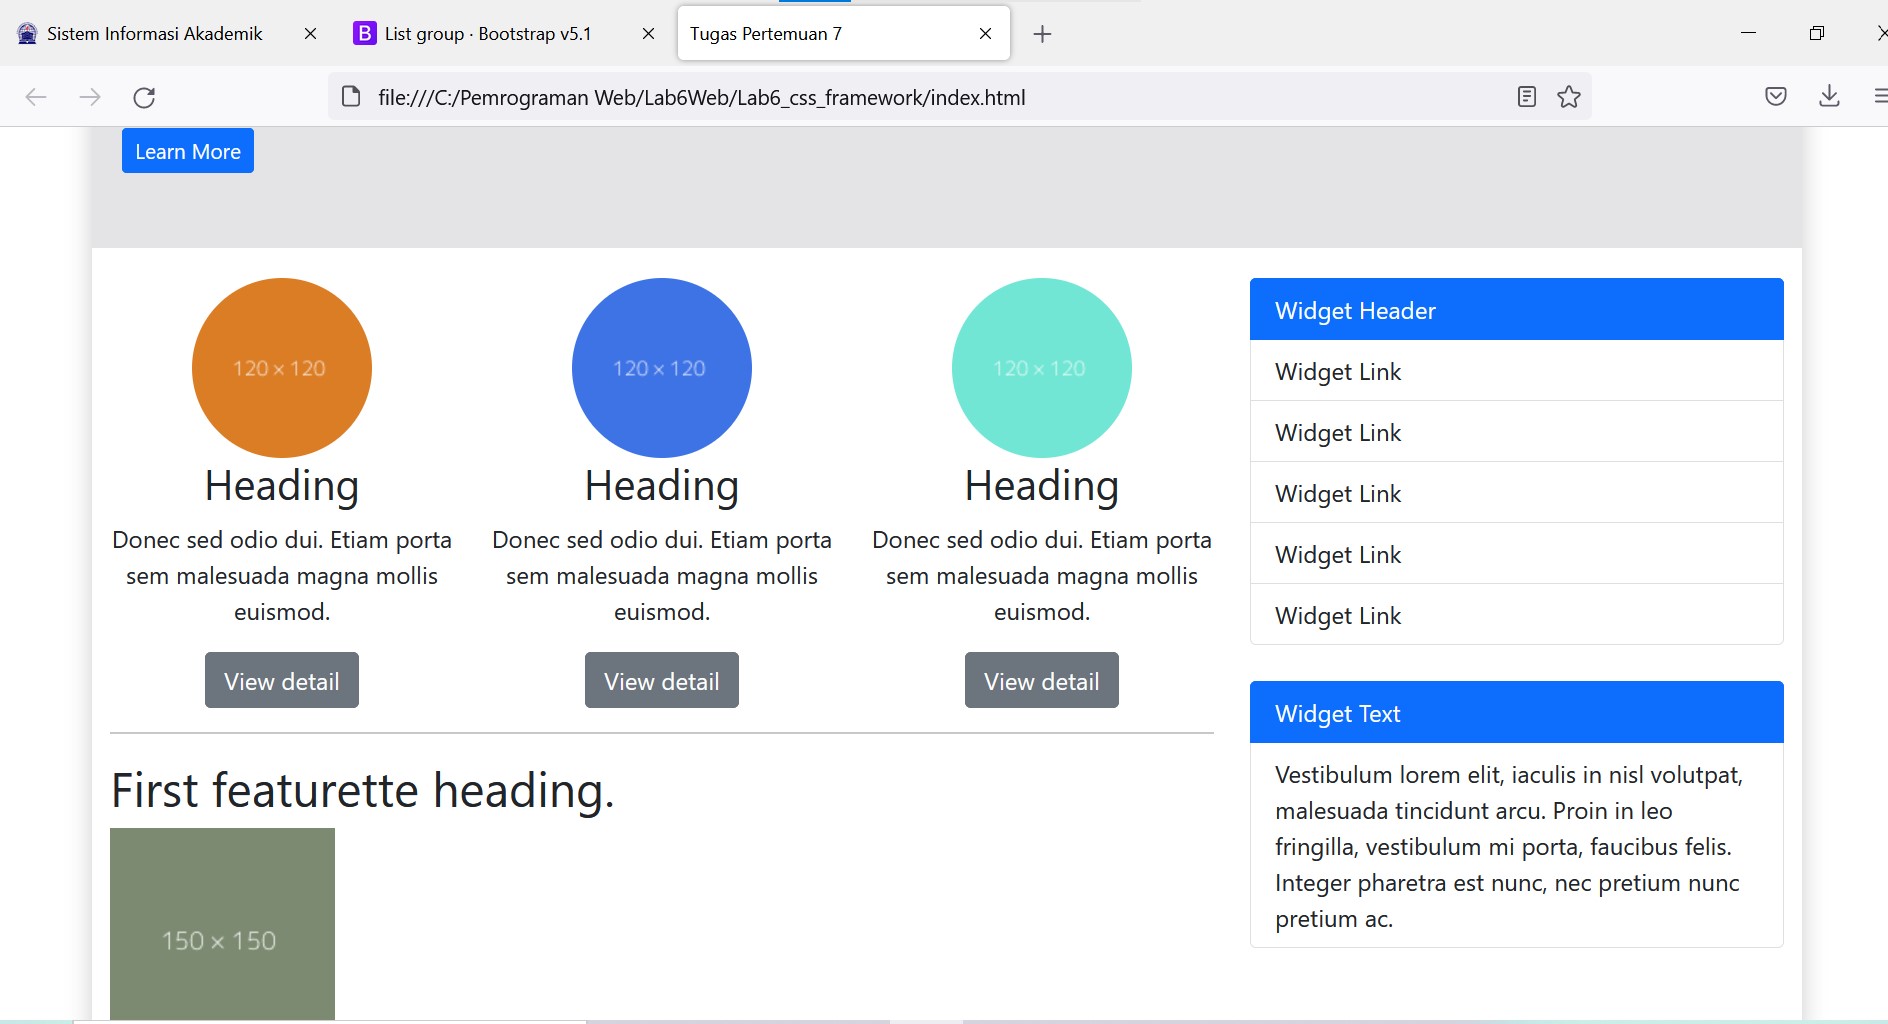 Sistem Informasi Akademik
List group · Bootstrap v5.1
Tugas Pertemuan 7
file:///C:/Pemrograman Web/Lab6Web/Lab6_css_framework/index.html
Learn More
120 × 120
Heading
Donec sed odio dui. Etiam porta
sem malesuada magna mollis
euismod.
View detail
120 × 120
Heading
Donec sed odio dui. Etiam porta
sem malesuada magna mollis
euismod.
View detail
120 × 120
Heading
Donec sed odio dui. Etiam porta
sem malesuada magna mollis
euismod.
View detail
First featurette heading.
150 × 150
Widget Header
Widget Link
Widget Link
Widget Link
Widget Link
Widget Link
Widget Text
Vestibulum lorem elit, iaculis in nisl volutpat,
malesuada tincidunt arcu. Proin in leo
fringilla, vestibulum mi porta, faucibus felis.
Integer pharetra est nunc, nec pretium nunc
pretium ac.